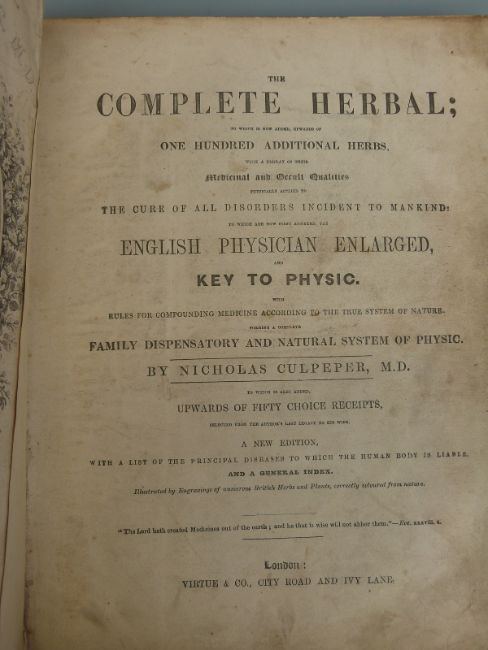 THE
COMPLETE HERBAL;
TO WHICH IS NOW ADDED, UPWARDS OF
ONE HUNDRED ADDITIONAL HERBS,
WITH A DISPLAY OF THEIR
Medicinal and Occult Qualities
PHYSICALLY APPLIED TO
THE CURE OF ALL DISORDERS INCIDENT TO MANKIND:
TO WHICH ARE NOW FIRST ANNEXED, THE
ENGLISH PHYSICIAN ENLARGED,
AND
KEY TO PHYSIC.
WITH
RULES FOR COMPOUNDING MEDICINE ACCORDING TO THE TRUE SYSTEM OF NATURE.
FORMING A COMPLETE
FAMILY DISPENSATORY AND NATURAL SYSTEM OF PHYSIC.
BY NICHOLAS CULPEPER, M.D.
TO WHICH IS ALSO ADDED,
UPWARDS OF FIFTY CHOICE RECEIPTS,
SELECTED FROM THE AUTHOR'S LAST LEGACY TO HIS WIFE.
A NEW EDITION,
WITH A LIST OF THE PRINCIPAL DISEASES TO WHICH THE HUMAN BODY IS LIABLE,
AND A GENERAL INDEX.
Illustrated by Engravings of numerous British Herbs and Plants, correctly coloured from nature.
"The Lord hath created Medicines out of the earth; and he that is wise will not abhor them."—Ecc. xxxviii. 4.
London:
VIRTUE & CO., CITY ROAD AND IVY LANE.